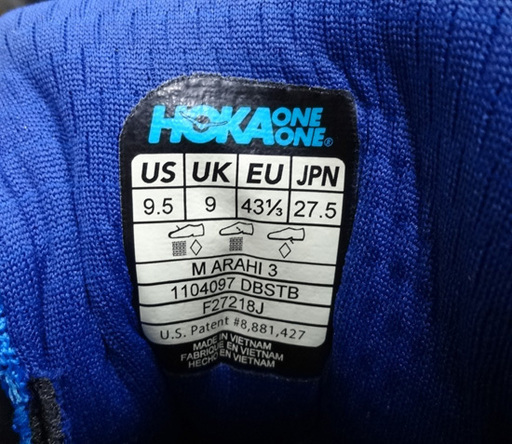 HOKA ONE ONE®
US UK EU JPN
9.5 9 43⅓ 27.5
M ARAHI 3
1104097 DBSTB
F27218J
U.S. Patent #8,881,427
MADE IN VIETNAM
FABRIQUÉ EN VIETNAM
HECHO EN VIETNAM